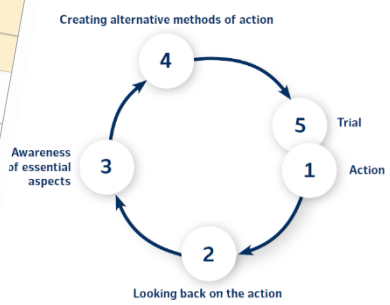 Creating alternative methods of action
4
5
Trial
Awareness
of essential
aspects
3
1
Action
2
Looking back on the action